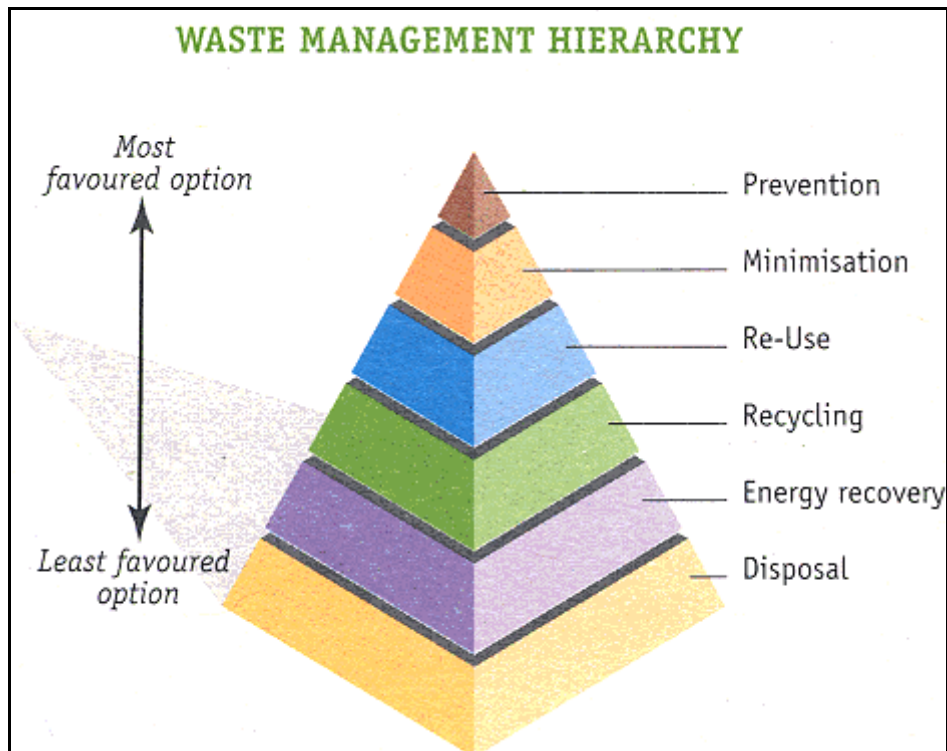 WASTE MANAGEMENT HIERARCHY
Most
favoured option
Least favoured
option
Prevention
Minimisation
Re-Use
Recycling
Energy recovery
Disposal